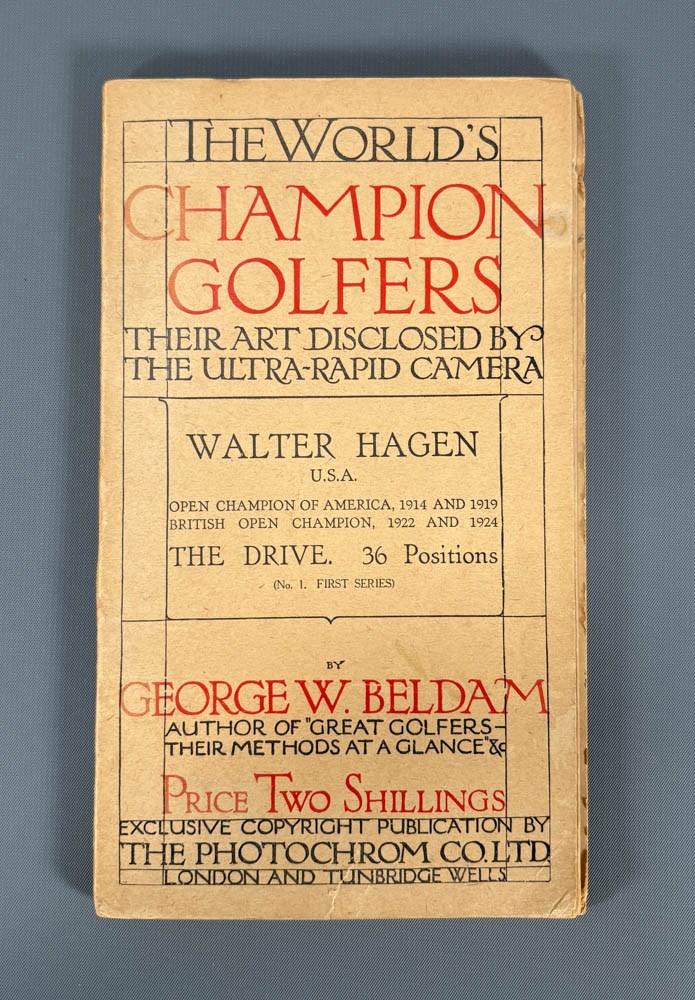 THE WORLD'S
CHAMPION
GOLFERS
THEIR ART DISCLOSED BY
THE ULTRA-RAPID CAMERA
WALTER HAGEN
U.S.A.
OPEN CHAMPION OF AMERICA, 1914 AND 1919
BRITISH OPEN CHAMPION, 1922 AND 1924
THE DRIVE. 36 Positions
(No. 1. FIRST SERIES)
BY
GEORGE W. BELDAM
AUTHOR OF "GREAT GOLFERS–
THEIR METHODS AT A GLANCE" &c
PRICE TWO SHILLINGS
EXCLUSIVE COPYRIGHT PUBLICATION BY
THE PHOTOCHROM CO. LTD
LONDON AND TUNBRIDGE WELLS